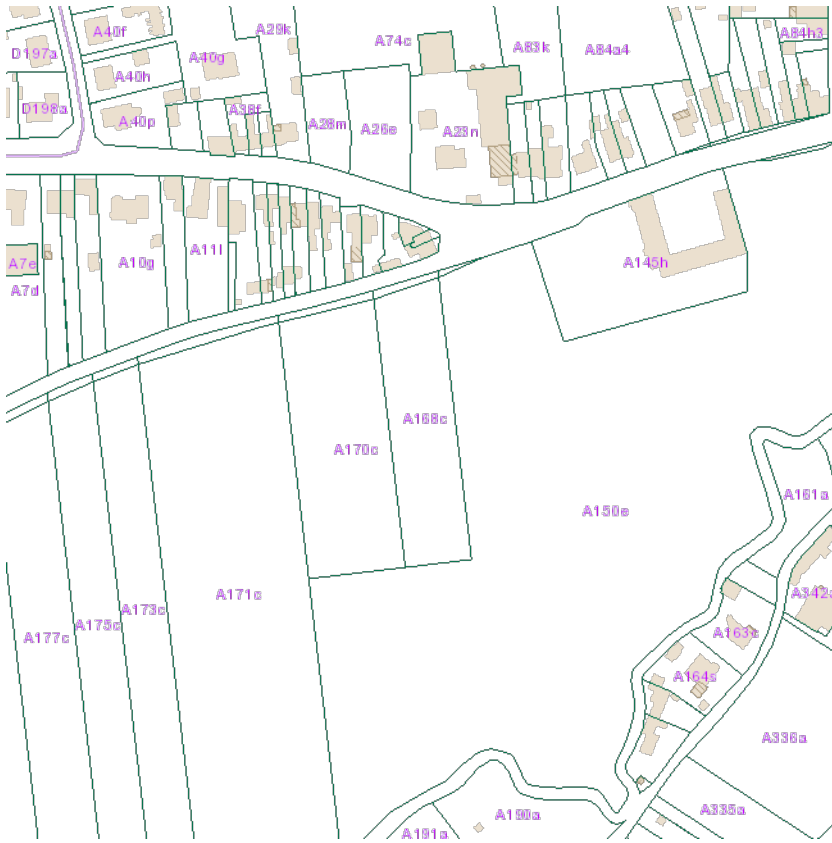 A40f
A29k
A74c
A83k
A84a4
A84h3
D197a
A40g
A40h
D198a
A38f
A40p
A28m
A26e
A23n
A11l
A10g
A7e
A145h
A7d
A168c
A170c
A161a
A150e
A171c
A342a
A173c
A175c
A177c
A163c
A164s
A336a
A335a
A190a
A191a